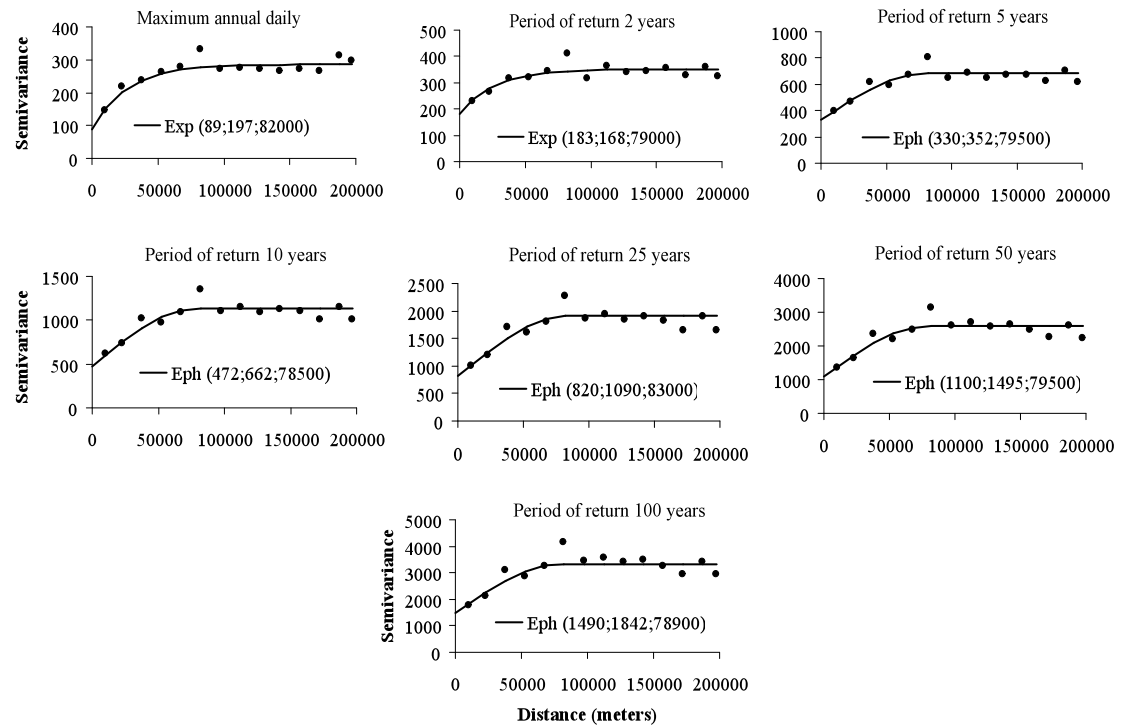 Maximum annual daily
Semivariance
400
300
200
100
0
Exp (89;197;82000)
0 50000 100000 150000 200000
Period of return 2 years
500
400
300
200
100
0
Exp (183;168;79000)
0 50000 100000 150000 200000
Period of return 5 years
1000
800
600
400
200
0
Eph (330;352;79500)
0 50000 100000 150000 200000
Period of return 10 years
Semivariance
1500
1000
500
0
Eph (472;662;78500)
0 50000 100000 150000 200000
Period of return 25 years
2500
2000
1500
1000
500
0
Eph (820;1090;83000)
0 50000 100000 150000 200000
Period of return 50 years
4000
3000
2000
1000
0
Eph (1100;1495;79500)
0 50000 100000 150000 200000
Period of return 100 years
Semivariance
5000
4000
3000
2000
1000
0
Eph (1490;1842;78900)
0 50000 100000 150000 200000
Distance (meters)